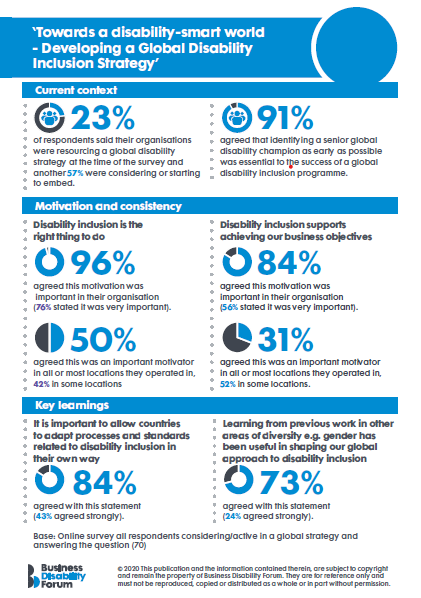 ‘Towards a disability-smart world
- Developing a Global Disability
Inclusion Strategy’
Current context
23%
of respondents said their organisations
were resourcing a global disability
strategy at the time of the survey and
another 57% were considering or starting
to embed.
91%
agreed that identifying a senior global
disability champion as early as possible
was essential to the success of a global
disability inclusion programme.
Motivation and consistency
Disability inclusion is the
right thing to do
96%
agreed this motivation was
important in their organisation
(76% stated it was very important).
50%
agreed this was an important motivator
in all or most locations they operated in,
42% in some locations
Disability inclusion supports
achieving our business objectives
84%
agreed this motivation was
important in their organisation
(56% stated it was very important).
31%
agreed this was an important motivator
in all or most locations they operated in,
52% in some locations.
Key learnings
It is important to allow countries
to adapt processes and standards
related to disability inclusion in
their own way
84%
agreed with this statement
(43% agreed strongly).
Learning from previous work in other
areas of diversity e.g. gender has
been useful in shaping our global
approach to disability inclusion
73%
agreed with this statement
(24% agreed strongly).
Base: Online survey all respondents considering/active in a global strategy and
answering the question (70)
Business
Disability
Forum
© 2020 This publication and the information contained therein, are subject to copyright
and remain the property of Business Disability Forum. They are for reference only and
must not be reproduced, copied or distributed as a whole or in part without permission.